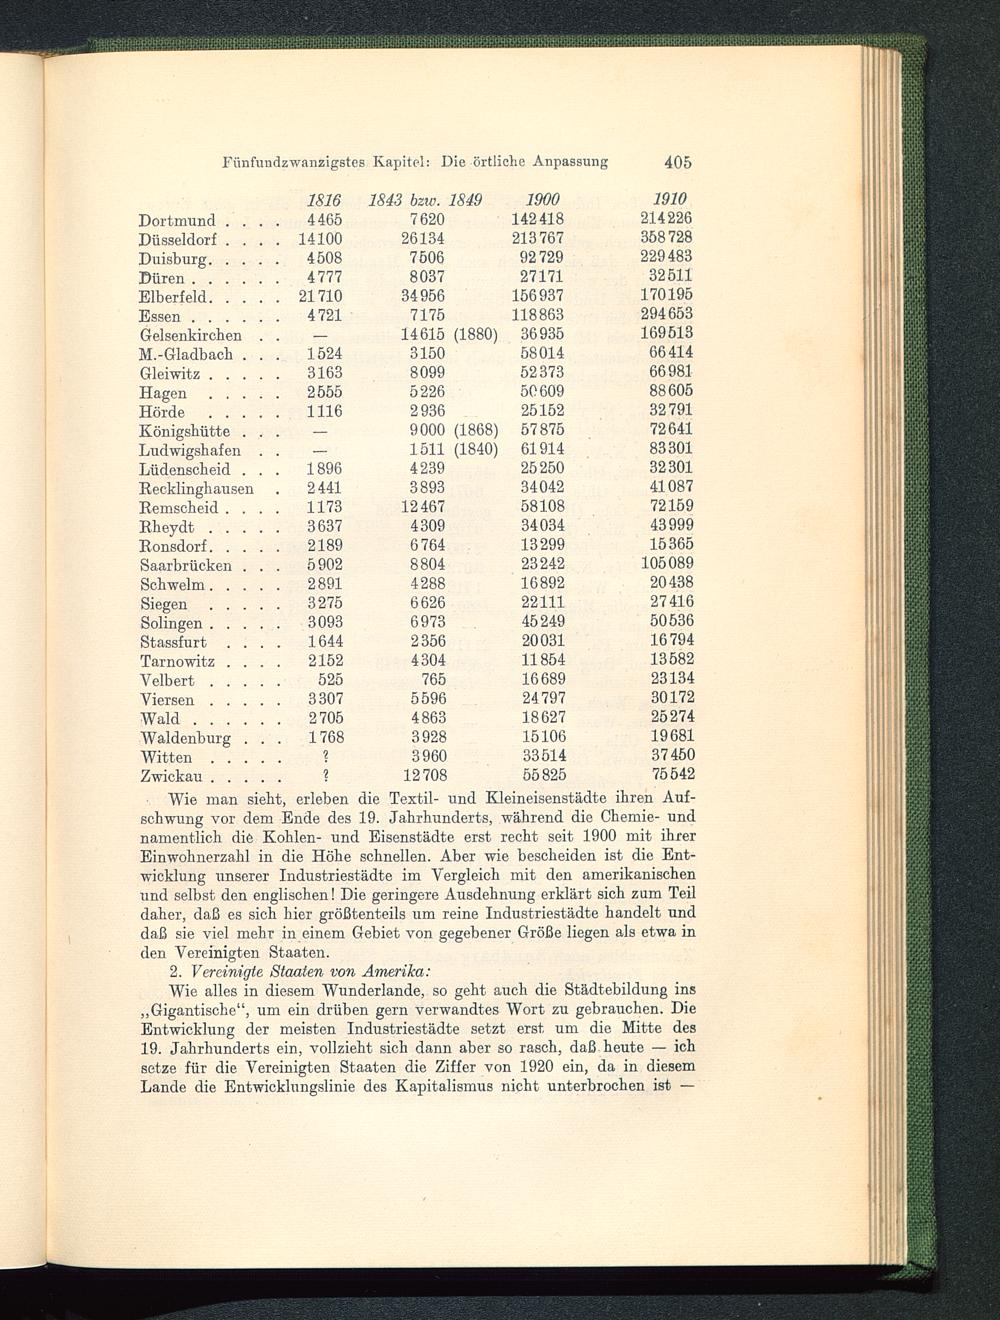 Fünfundzwanzigstes Kapitel: Die örtliche Anpassung 405
1816 1843 bzw. 1849 1900 1910
Dortmund . . . . 4465 7620 142418 214226
Düsseldorf . . . . 14100 26134 213767 358728
Duisburg. . . . . 4508 7506 92729 229483
Düren . . . . . . 4777 8037 27171 32511
Elberfeld. . . . . 21710 34956 156937 170195
Essen . . . . . . 4721 7175 118863 294653
Gelsenkirchen . . — 14615 (1880) 36935 169513
M.-Gladbach . . . 1524 3150 58014 66414
Gleiwitz . . . . . 3163 8099 52373 66981
Hagen . . . . . 2555 5226 50609 88605
Hörde . . . . . 1116 2936 25152 32791
Königshütte . . . — 9000 (1868) 57875 72641
Ludwigshafen . . — 1511 (1840) 61914 83301
Lüdenscheid . . . 1896 4239 25250 32301
Recklinghausen . 2441 3893 34042 41087
Remscheid . . . . 1173 12467 58108 72159
Rheydt . . . . . 3637 4309 34034 43999
Ronsdorf. . . . . 2189 6764 13299 15365
Saarbrücken . . . 5902 8804 23242 105089
Schwelm . . . . . 2891 4288 16892 20438
Siegen . . . . . 3275 6626 22111 27416
Solingen . . . . . 3093 6973 45249 50536
Stassfurt . . . . 1644 2356 20031 16794
Tarnowitz . . . . 2152 4304 11854 13582
Velbert . . . . . 525 765 16689 23134
Viersen . . . . . 3307 5596 24797 30172
Wald . . . . . . 2705 4863 18627 25274
Waldenburg . . . 1768 3928 15106 19681
Witten . . . . . ? 3960 33514 37450
Zwickau . . . . . ? 12708 55825 75542
Wie man sieht, erleben die Textil- und Kleineisenstädte ihren Auf-
schwung vor dem Ende des 19. Jahrhunderts, während die Chemie- und
namentlich die Kohlen- und Eisenstädte erst recht seit 1900 mit ihrer
Einwohnerzahl in die Höhe schnellen. Aber wie bescheiden ist die Ent-
wicklung unserer Industriestädte im Vergleich mit den amerikanischen
und selbst den englischen! Die geringere Ausdehnung erklärt sich zum Teil
daher, daß es sich hier größtenteils um reine Industriestädte handelt und
daß sie viel mehr in einem Gebiet von gegebener Größe liegen als etwa in
den Vereinigten Staaten.
2. Vereinigte Staaten von Amerika:
Wie alles in diesem Wunderlande, so geht auch die Städtebildung ins
„Gigantische“, um ein drüben gern verwandtes Wort zu gebrauchen. Die
Entwicklung der meisten Industriestädte setzt erst um die Mitte des
19. Jahrhunderts ein, vollzieht sich dann aber so rasch, daß heute — ich
setze für die Vereinigten Staaten die Ziffer von 1920 ein, da in diesem
Lande die Entwicklungslinie des Kapitalismus nicht unterbrochen ist —